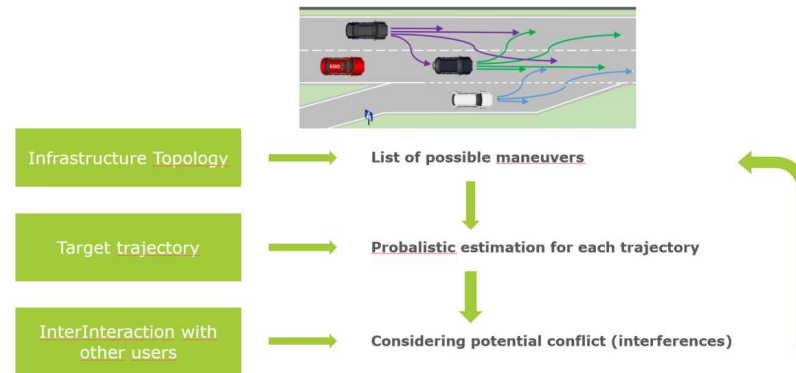 EGO
Infrastructure Topology
List of possible maneuvers
Target trajectory
Probalistic estimation for each trajectory
InterInteraction with
other users
Considering potential conflict (interferences)